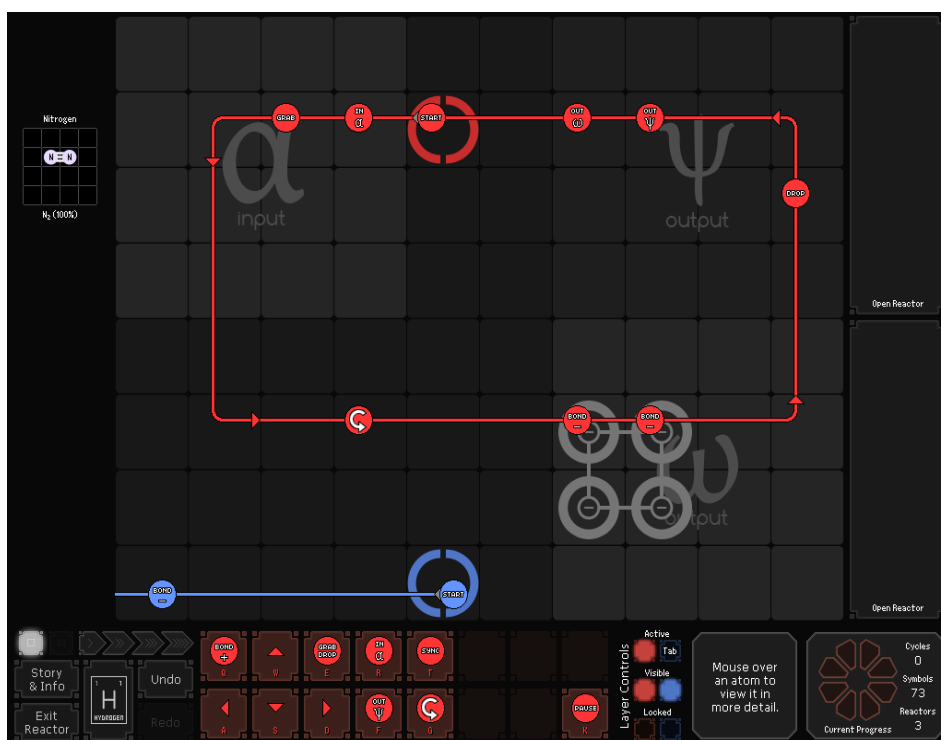 Nitrogen
N = N
N₂ (100%)
GRAB
IN
α
START
OUT
ω
OUT
Ψ
α
input
ψ
output
DROP
Open Reactor
BOND
-
BOND
-
ω
output
BOND
-
START
Open Reactor
Story
& Info
Exit
Reactor
1 1
H
HYDROGEN
Undo
Redo
BOND
+
Q
W
GRAB
DROP
E
IN
α
R
SYNC
T
A
S
D
OUT
Ψ
F
G
PAUSE
K
Layer Controls
Active
Tab
Visible
Locked
Mouse over
an atom to
view it in
more detail.
Cycles
0
Symbols
73
Reactors
3
Current Progress